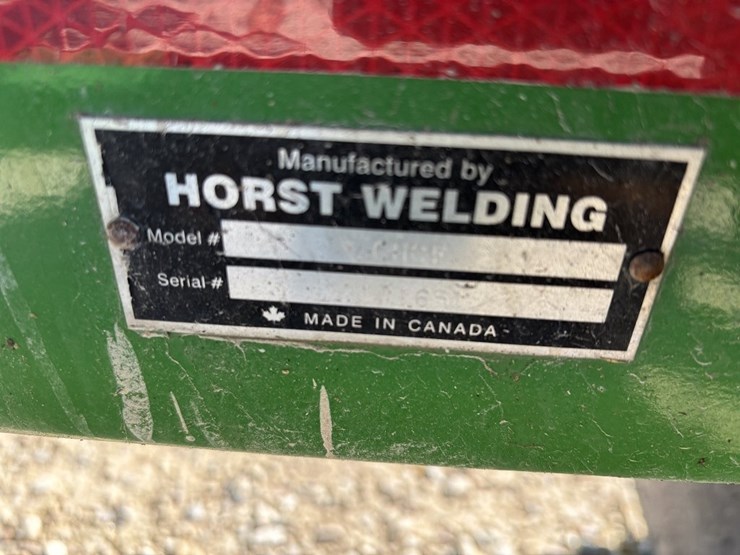 Manufactured by
HORST WELDING
Model #
Serial #
MADE IN CANADA